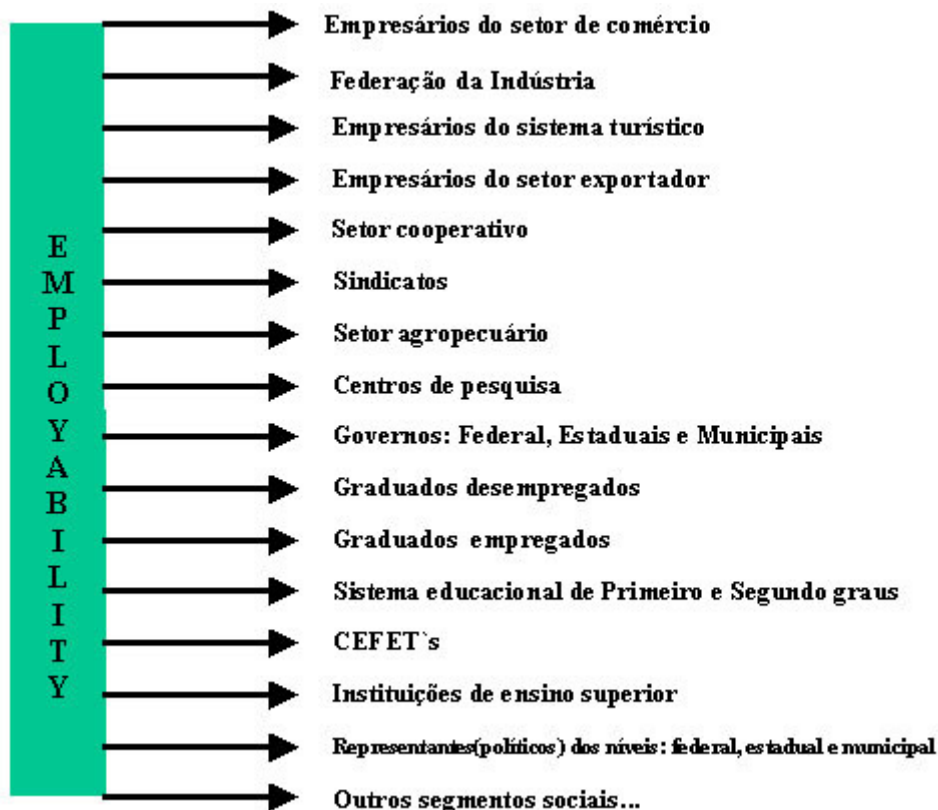 EMPLOYABILITY
Empresários do setor de comércio
Federação da Indústria
Empresários do sistema turístico
Empresários do setor exportador
Setor cooperativo
Sindicatos
Setor agropecuário
Centros de pesquisa
Governos: Federal, Estaduais e Municipais
Graduados desempregados
Graduados empregados
Sistema educacional de Primeiro e Segundo graus
CEFET`s
Instituições de ensino superior
Representantes(políticos) dos níveis: federal, estadual e municipal
Outros segmentos sociais...